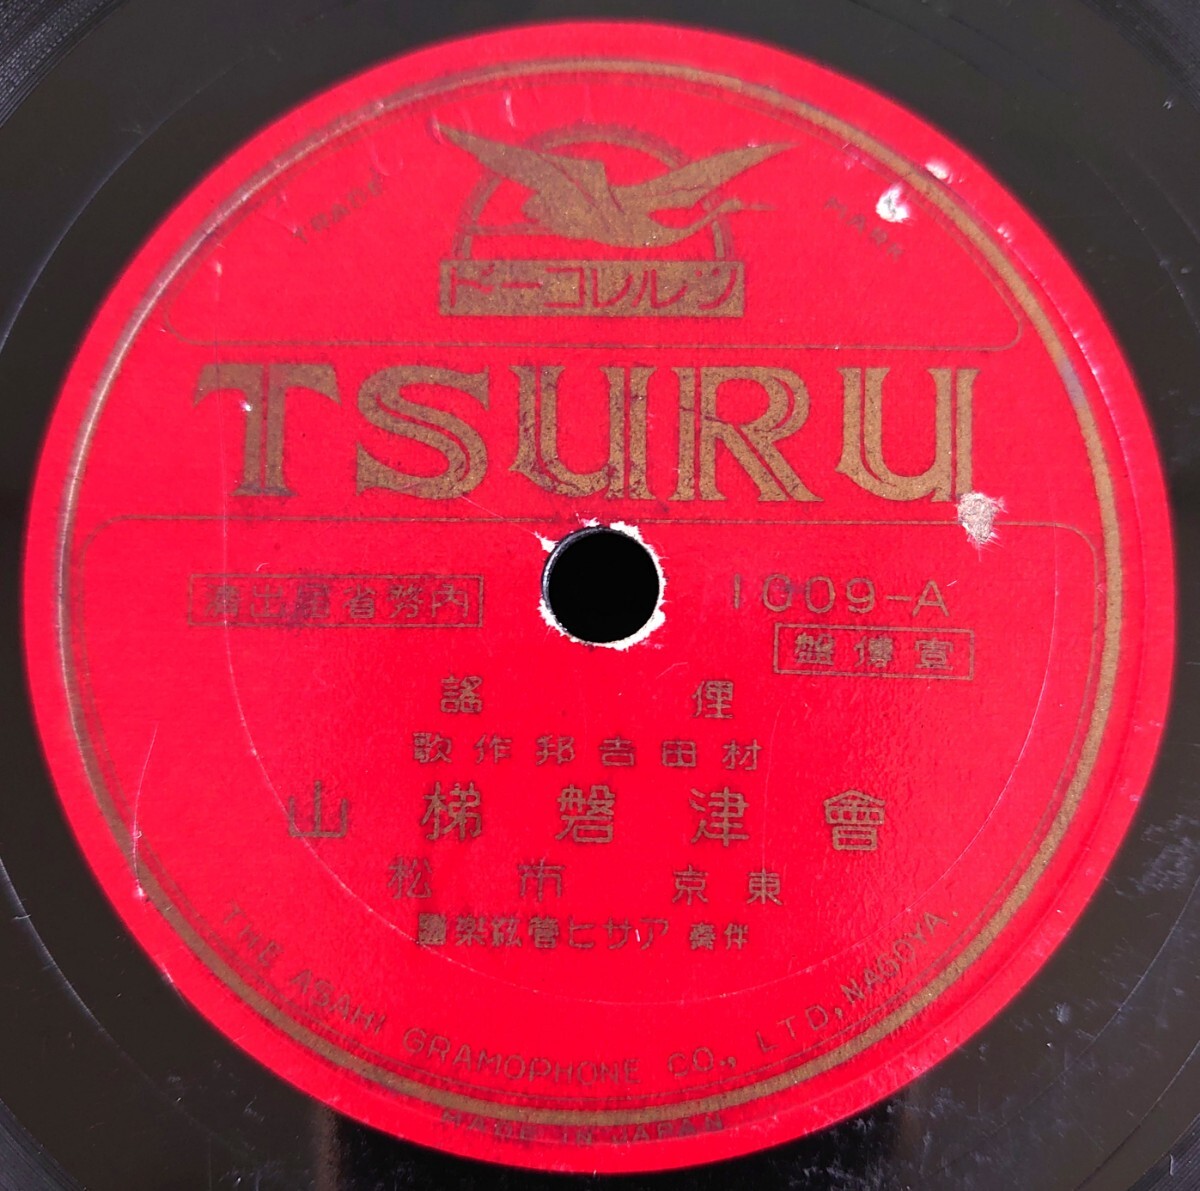 TRADE MARK
ツルレコード
TSURU
內務省屆出濟
1009-A
宣傳盤
俚謠
村田吉邦作歌
會津磐梯山
東京 市松
伴奏 アサヒ管絃樂團
THE ASAHI GRAMOPHONE CO., LTD, NAGOYA.
MADE IN JAPAN